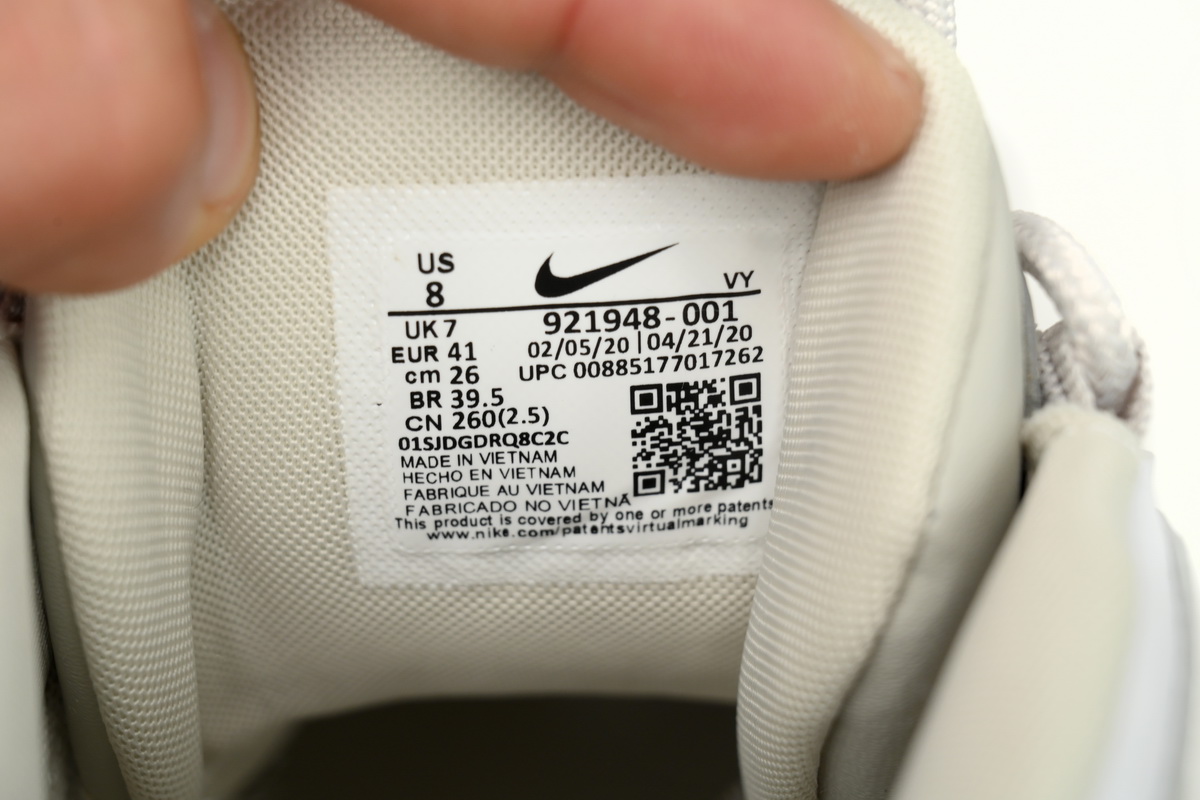 US
8
VY
UK 7
921948-001
EUR 41
02/05/20 | 04/21/20
cm 26
UPC 00885177017262
BR 39.5
CN 260(2.5)
01SJDGDRQ8C2C
MADE IN VIETNAM
HECHO EN VIETNAM
FABRIQUE AU VIETNAM
FABRICADO NO VIETNÃ
This product is covered by one or more patents
www.nike.com/patentsvirtualmarking